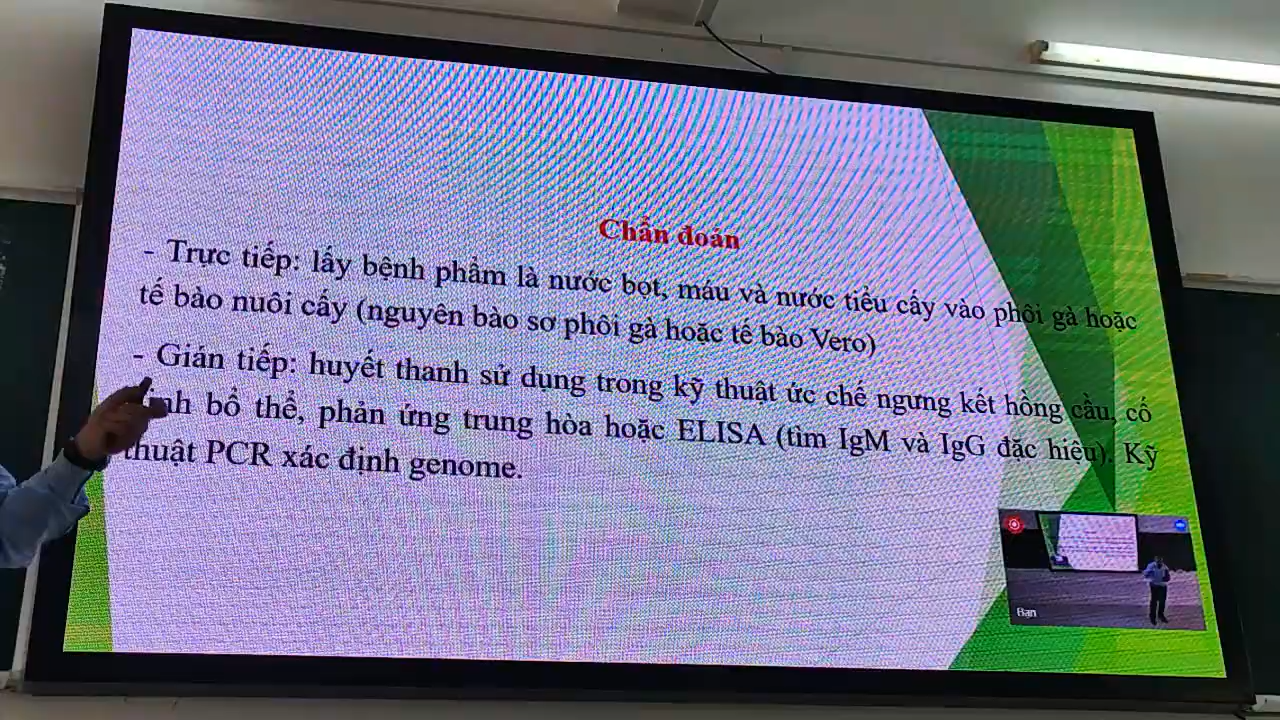 Chẩn đoán
- Trực tiếp: lấy bệnh phẩm là nước bọt, máu và nước tiểu cấy vào phôi gà hoặc
tế bào nuôi cấy (nguyên bào sơ phôi gà hoặc tế bào Vero)
- Gián tiếp: huyết thanh sử dụng trong kỹ thuật ức chế ngưng kết hồng cầu, cố
bổ thể, phản ứng trung hòa hoặc ELISA (tìm IgM và IgG đặc hiệu). Kỹ
thuật PCR xác định genome.
Bạn